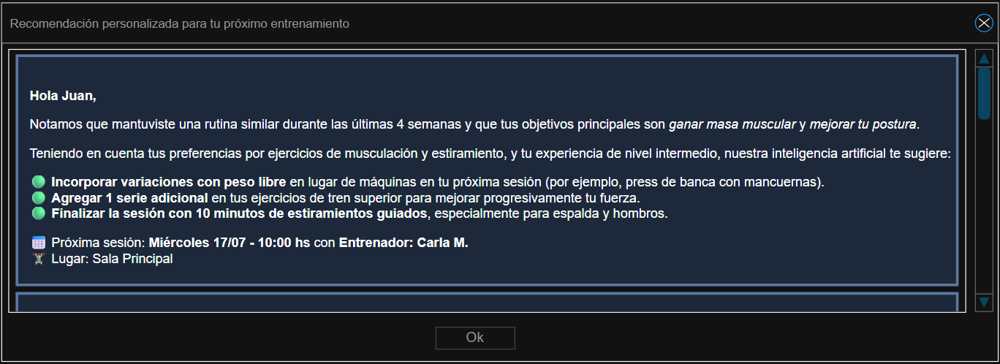 Recomendación personalizada para tu próximo entrenamiento
Hola Juan,
Notamos que mantuviste una rutina similar durante las últimas 4 semanas y que tus objetivos principales son ganar masa muscular y mejorar tu postura.
Teniendo en cuenta tus preferencias por ejercicios de musculación y estiramiento, y tu experiencia de nivel intermedio, nuestra inteligencia artificial te sugiere:
Incorporar variaciones con peso libre en lugar de máquinas en tu próxima sesión (por ejemplo, press de banca con mancuernas).
Agregar 1 serie adicional en tus ejercicios de tren superior para mejorar progresivamente tu fuerza.
Finalizar la sesión con 10 minutos de estiramientos guiados, especialmente para espalda y hombros.
Próxima sesión: Miércoles 17/07 - 10:00 hs con Entrenador: Carla M.
Lugar: Sala Principal
Ok